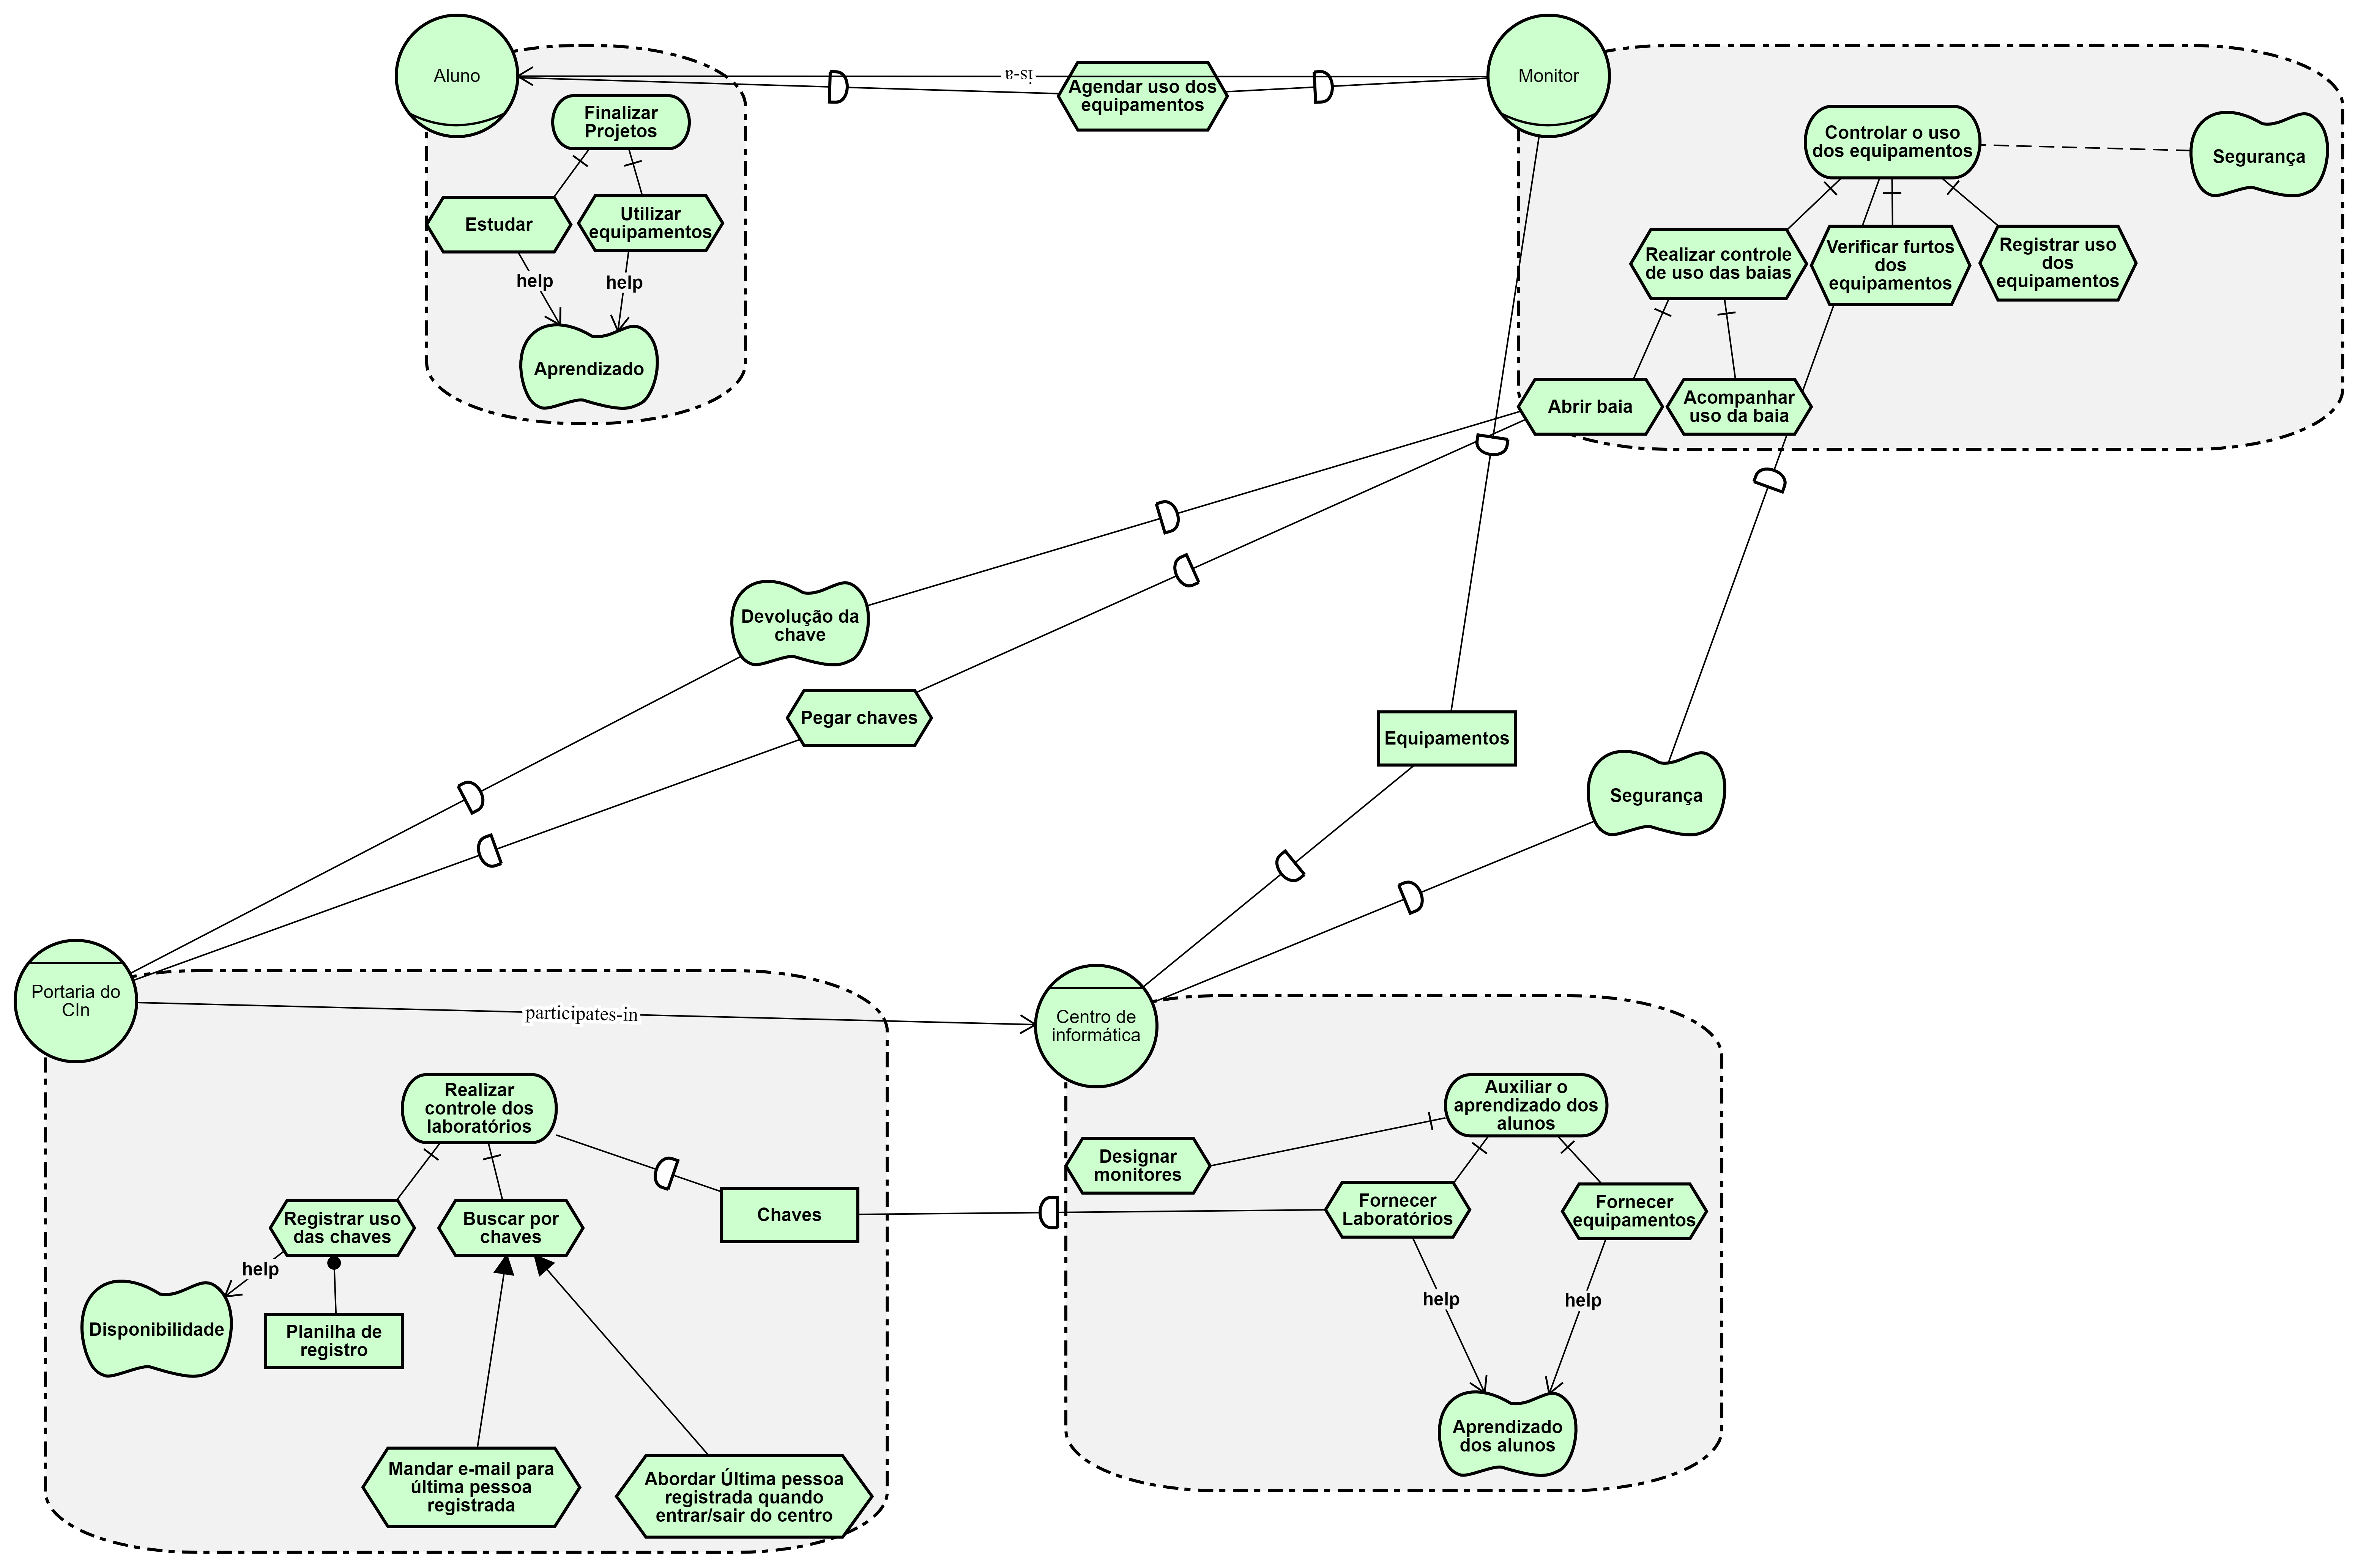 Aluno
is-a
Agendar uso dos
equipamentos
Monitor
Finalizar
Projetos
Estudar
Utilizar
equipamentos
help
help
Aprendizado
Controlar o uso
dos equipamentos
Segurança
Realizar controle
de uso das baias
Verificar furtos
dos
equipamentos
Registrar uso
dos
equipamentos
Abrir baia
Acompanhar
uso da baia
Devolução da
chave
Pegar chaves
Equipamentos
Segurança
Portaria do
CIn
participates-in
Centro de
informática
Realizar
controle dos
laboratórios
Registrar uso
das chaves
Buscar por
chaves
Chaves
help
Disponibilidade
Planilha de
registro
Mandar e-mail para
última pessoa
registrada
Abordar Última pessoa
registrada quando
entrar/sair do centro
Auxiliar o
aprendizado dos
alunos
Designar
monitores
Fornecer
Laboratórios
Fornecer
equipamentos
help
help
Aprendizado
dos alunos